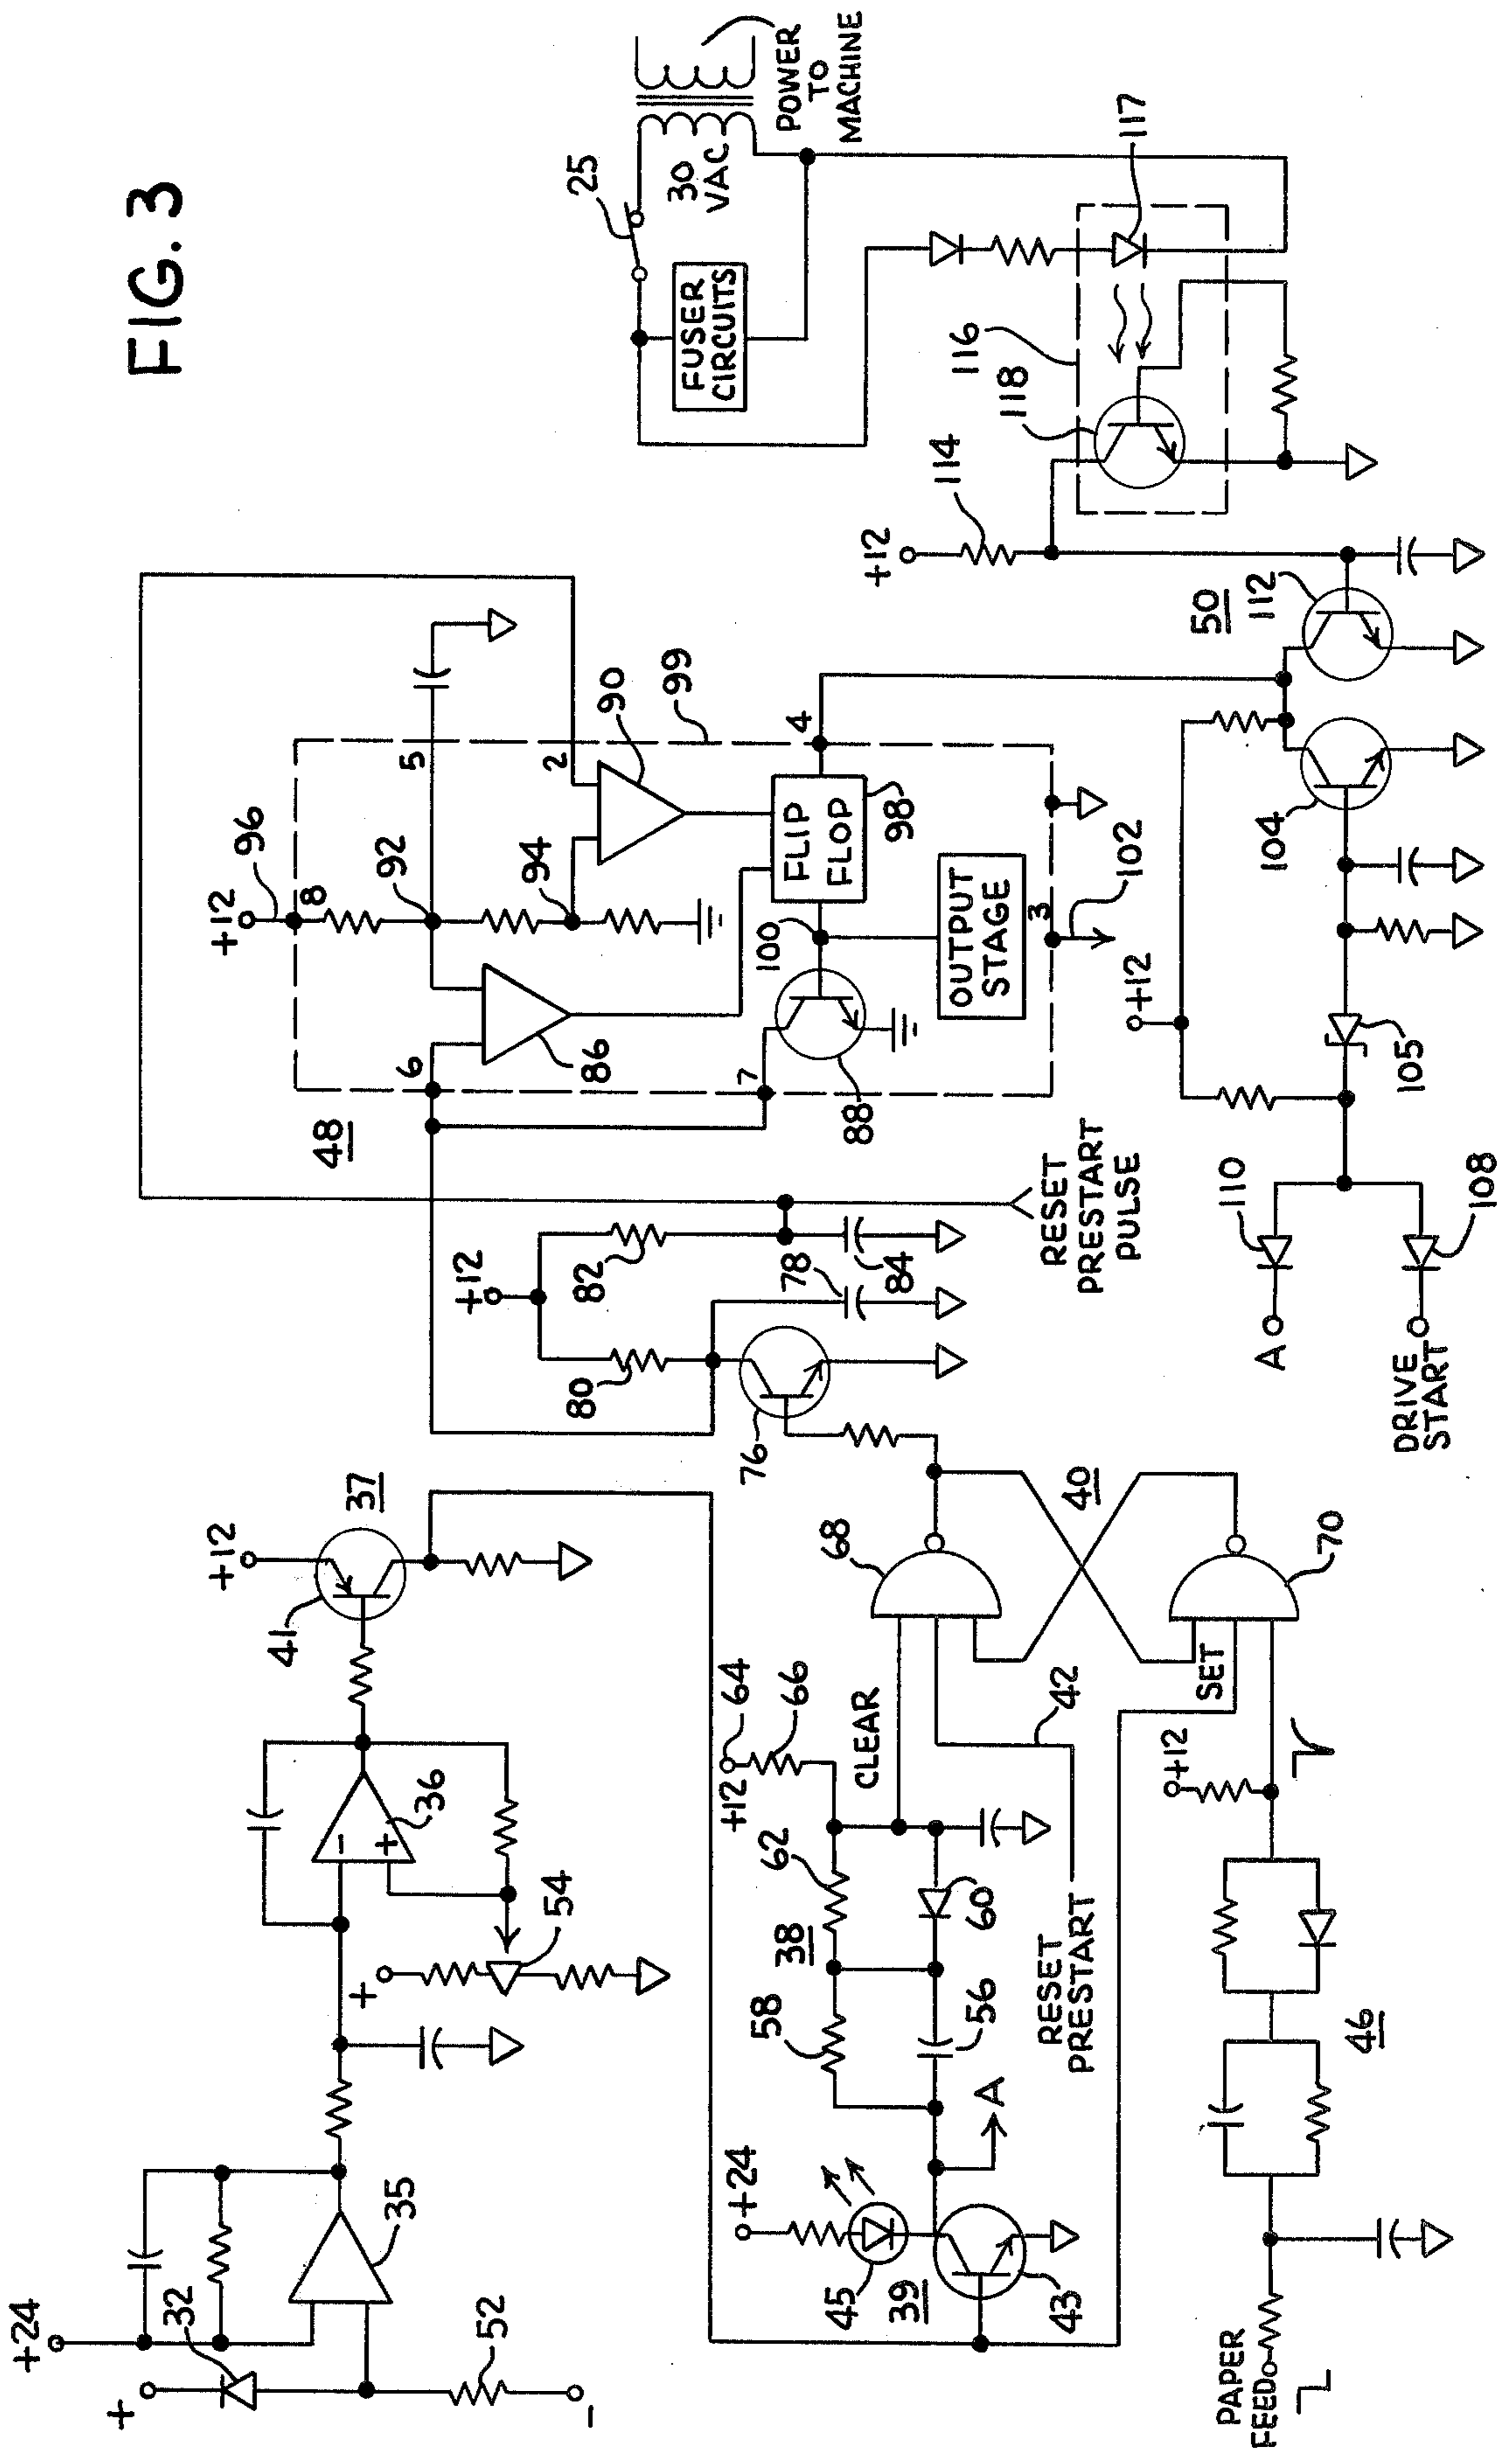 FIG. 3
+24
+
32
35
52
-
36
-
+
54
+
41
+12
37
+24
45
39
43
A
58
38
62
56
60
+12
64
66
CLEAR
RESET
PRESTART
42
68
40
70
SET
+12
46
PAPER
FEED
76
80
+12
82
78
84
RESET
PRESTART
PULSE
48
+12
96
8
92
5
6
86
94
2
90
99
7
88
100
FLIP
FLOP
98
4
OUTPUT
STAGE
3
102
A
110
DRIVE
START
108
105
+12
104
50
112
+12
114
116
118
117
25
30
VAC
FUSER
CIRCUITS
POWER
TO
MACHINE